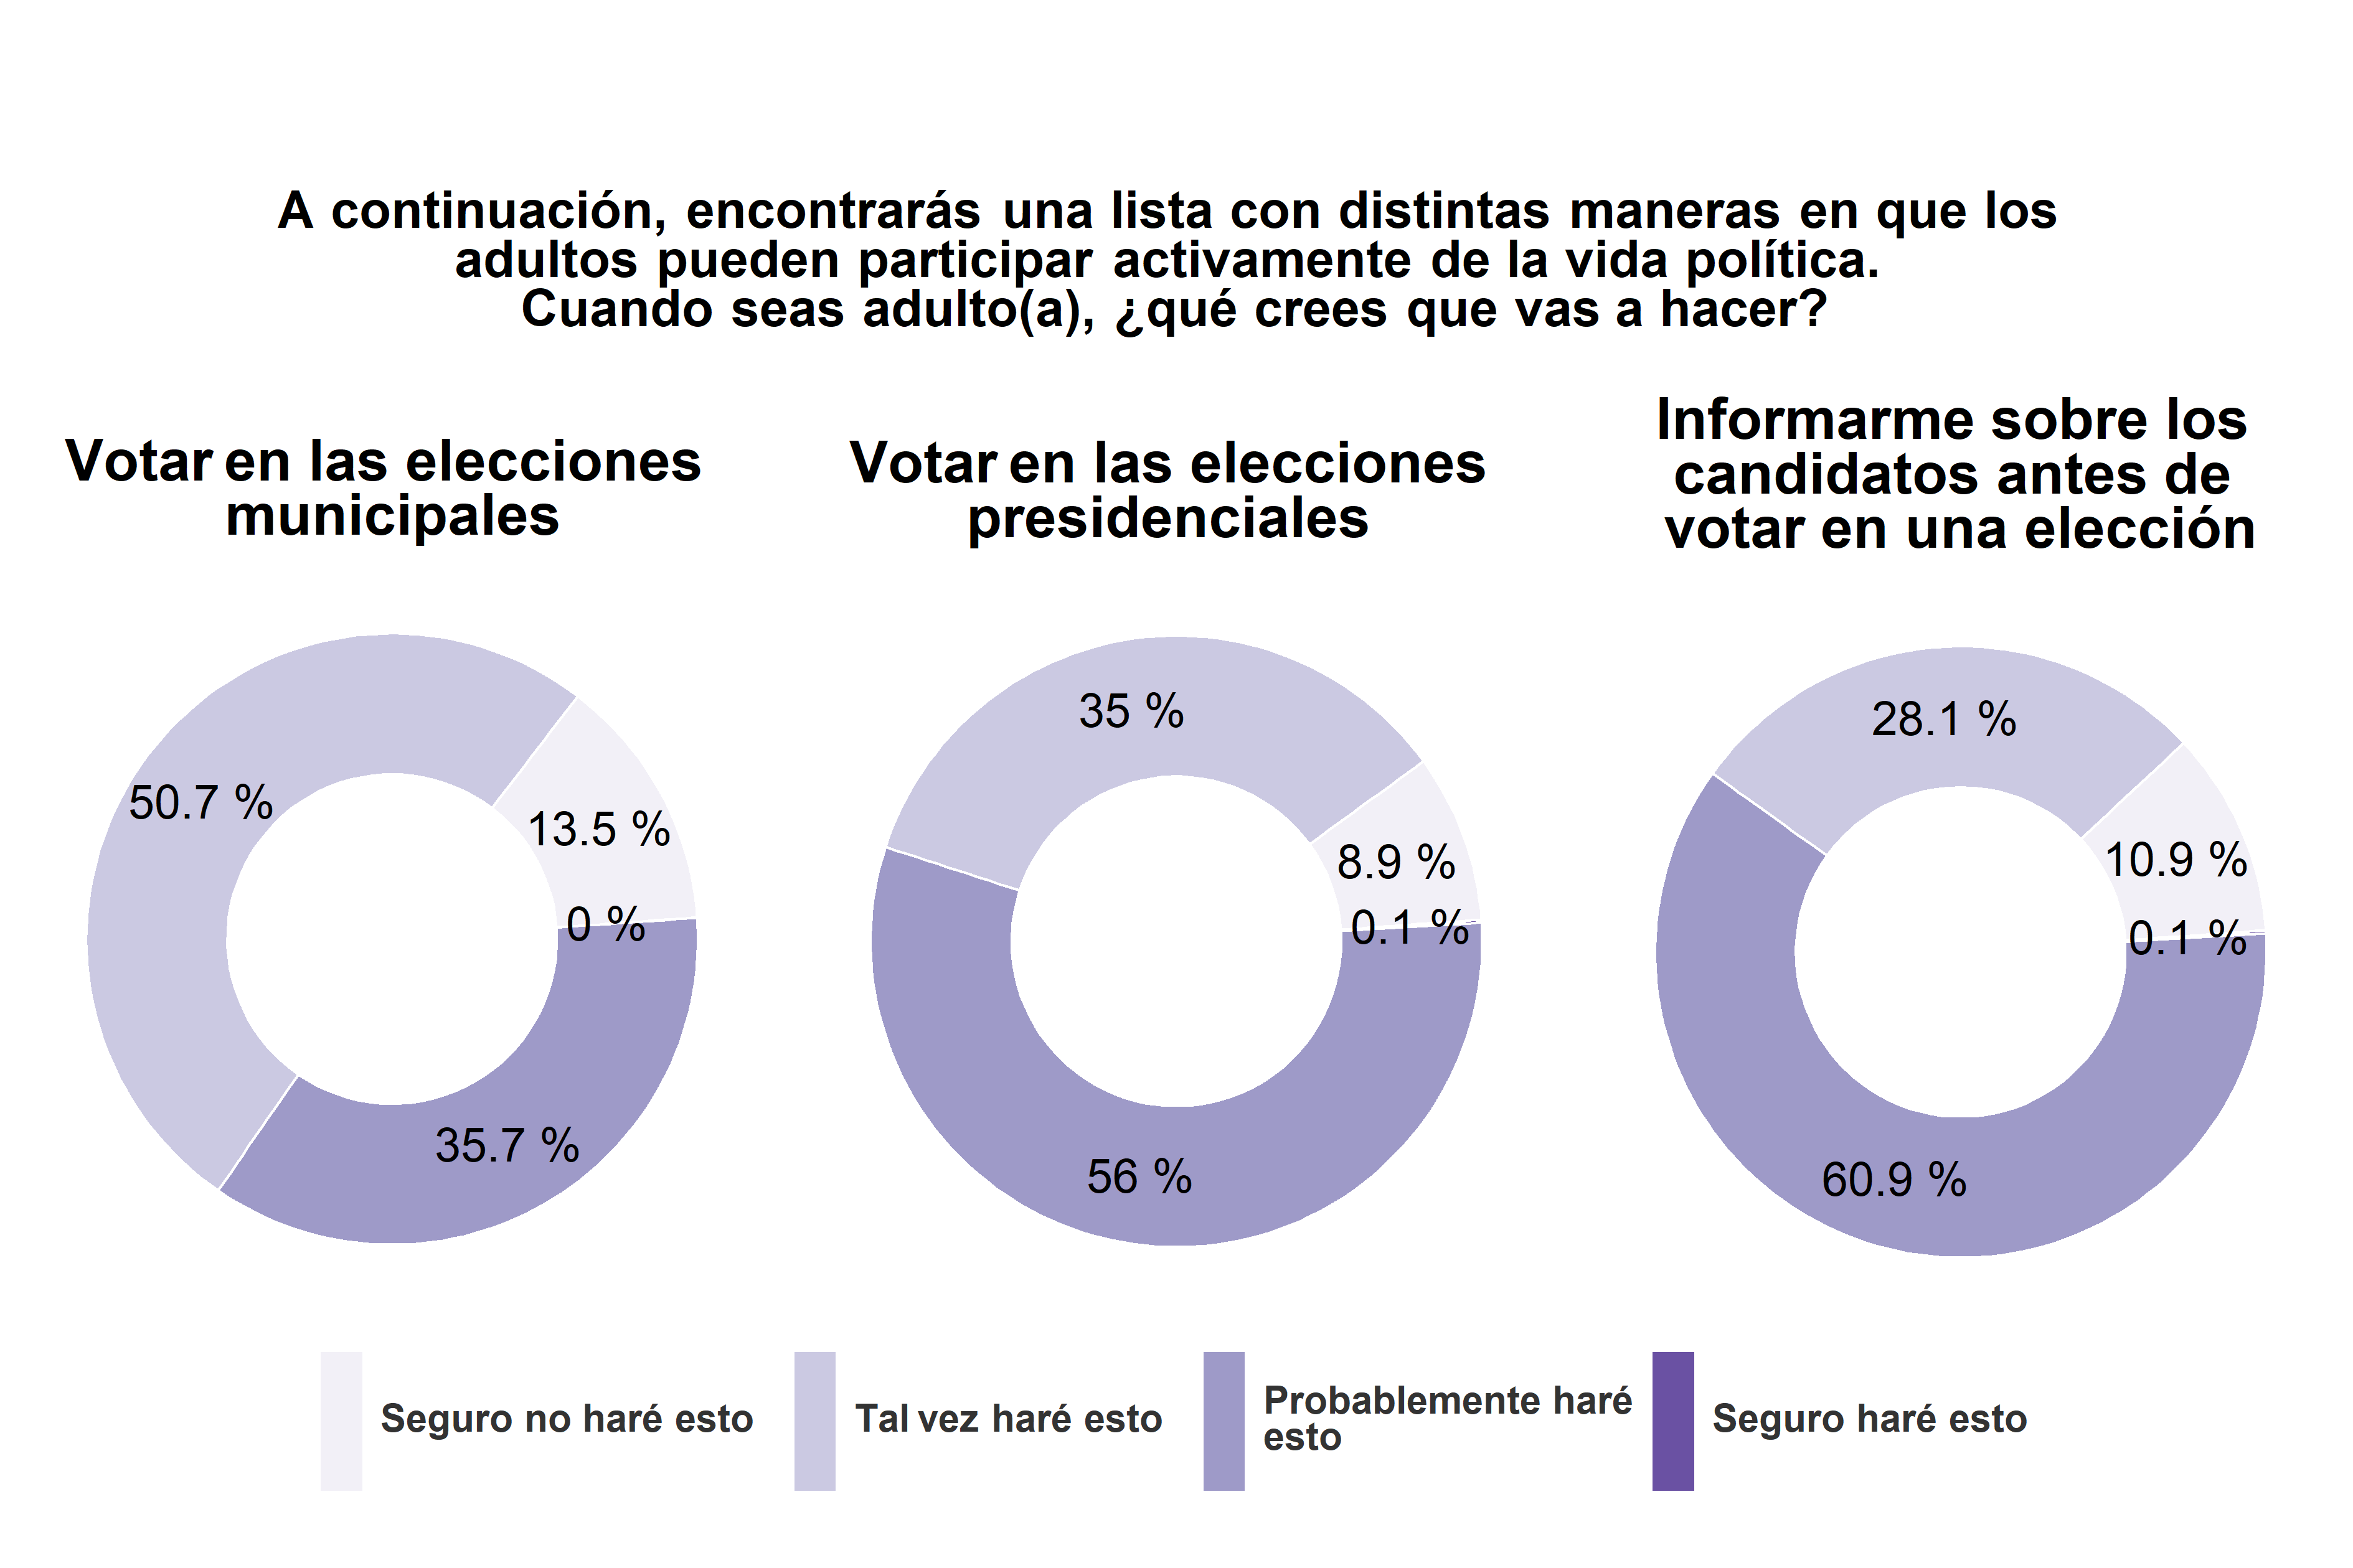 A continuación, encontrarás una lista con distintas maneras en que los
adultos pueden participar activamente de la vida política.
Cuando seas adulto(a), ¿qué crees que vas a hacer?
Votar en las elecciones
municipales
50.7 %
13.5 %
0 %
35.7 %
Votar en las elecciones
presidenciales
35 %
8.9 %
0.1 %
56 %
Informarme sobre los
candidatos antes de
votar en una elección
28.1 %
10.9 %
0.1 %
60.9 %
Seguro no haré esto
Tal vez haré esto
Probablemente haré
esto
Seguro haré esto